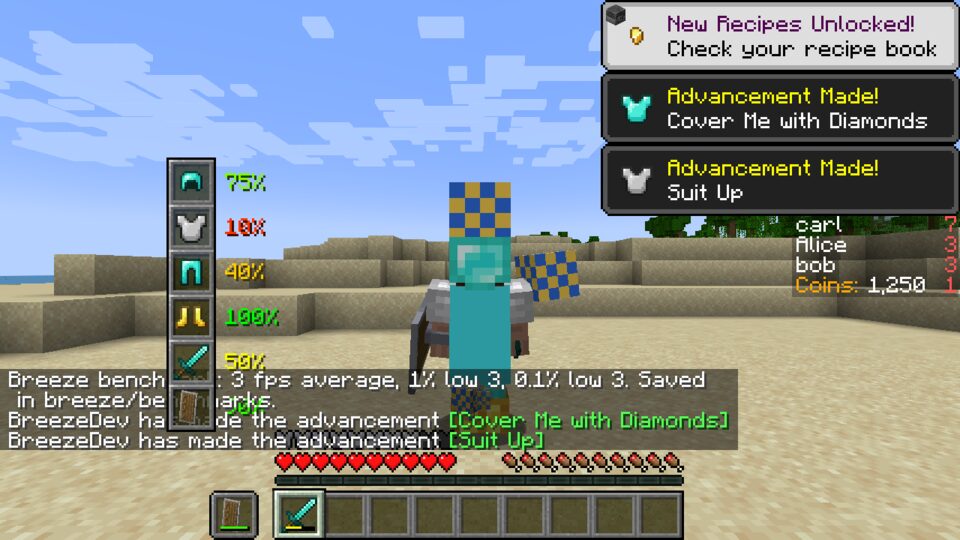 New Recipes Unlocked!
Check your recipe book
Advancement Made!
Cover Me with Diamonds
Advancement Made!
Suit Up
75%
10%
40%
100%
50%
carl 7
Alice 3
bob 3
Coins: 1,250 1
Breeze bench : 3 fps average, 1% low 3, 0.1% low 3. Saved
in breeze/be marks.
BreezeDev ha de the advancement [Cover Me with Diamonds]
BreezeDev has made the advancement [Suit Up]